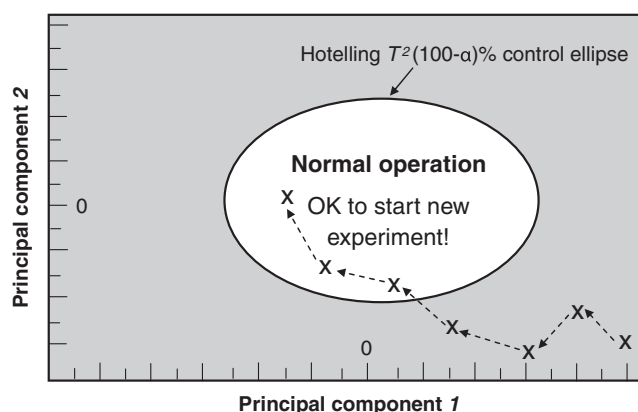 Hotelling T²(100-α)% control ellipse
Normal operation
OK to start new
experiment!
X
X
X
X
X
X
X
0
0
Principal component 2
Principal component 1